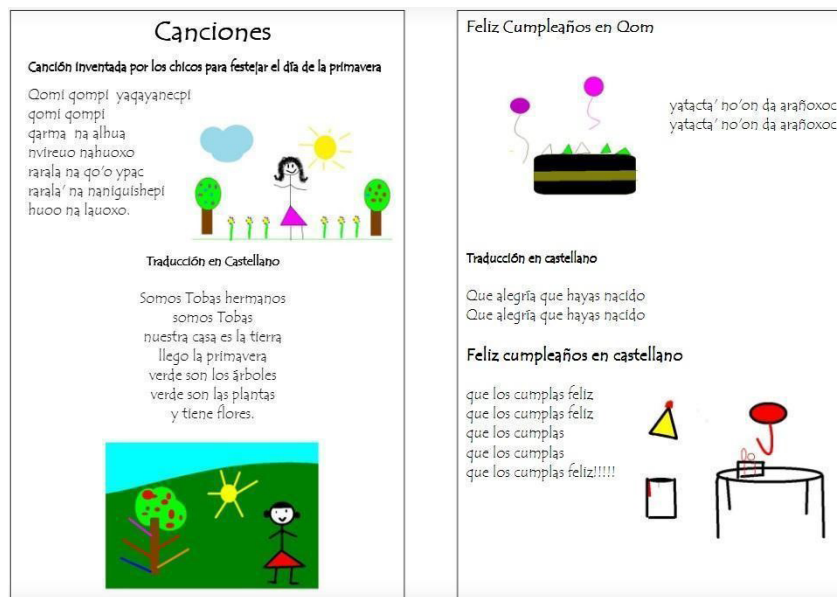 Canciones
Canción inventada por los chicos para festejar el día de la primavera
Qomi qompi yaqayanecpi
qomi qompi
qarma na alhua
nvireuo nahuoxo
rarala na qo'o ypac
rarala' na naniguishepi
huoo na lauoxo.
Traducción en Castellano
Somos Tobas hermanos
somos Tobas
nuestra casa es la tierra
llego la primavera
verde son los árboles
verde son las plantas
y tiene flores.
Feliz Cumpleaños en Qom
yatacta' no'on da arañoxoc
yatacta' no'on da arañoxoc
Traducción en castellano
Que alegría que hayas nacido
Que alegría que hayas nacido
Feliz cumpleaños en castellano
que los cumplas feliz
que los cumplas feliz
que los cumplas
que los cumplas
que los cumplas feliz!!!!!